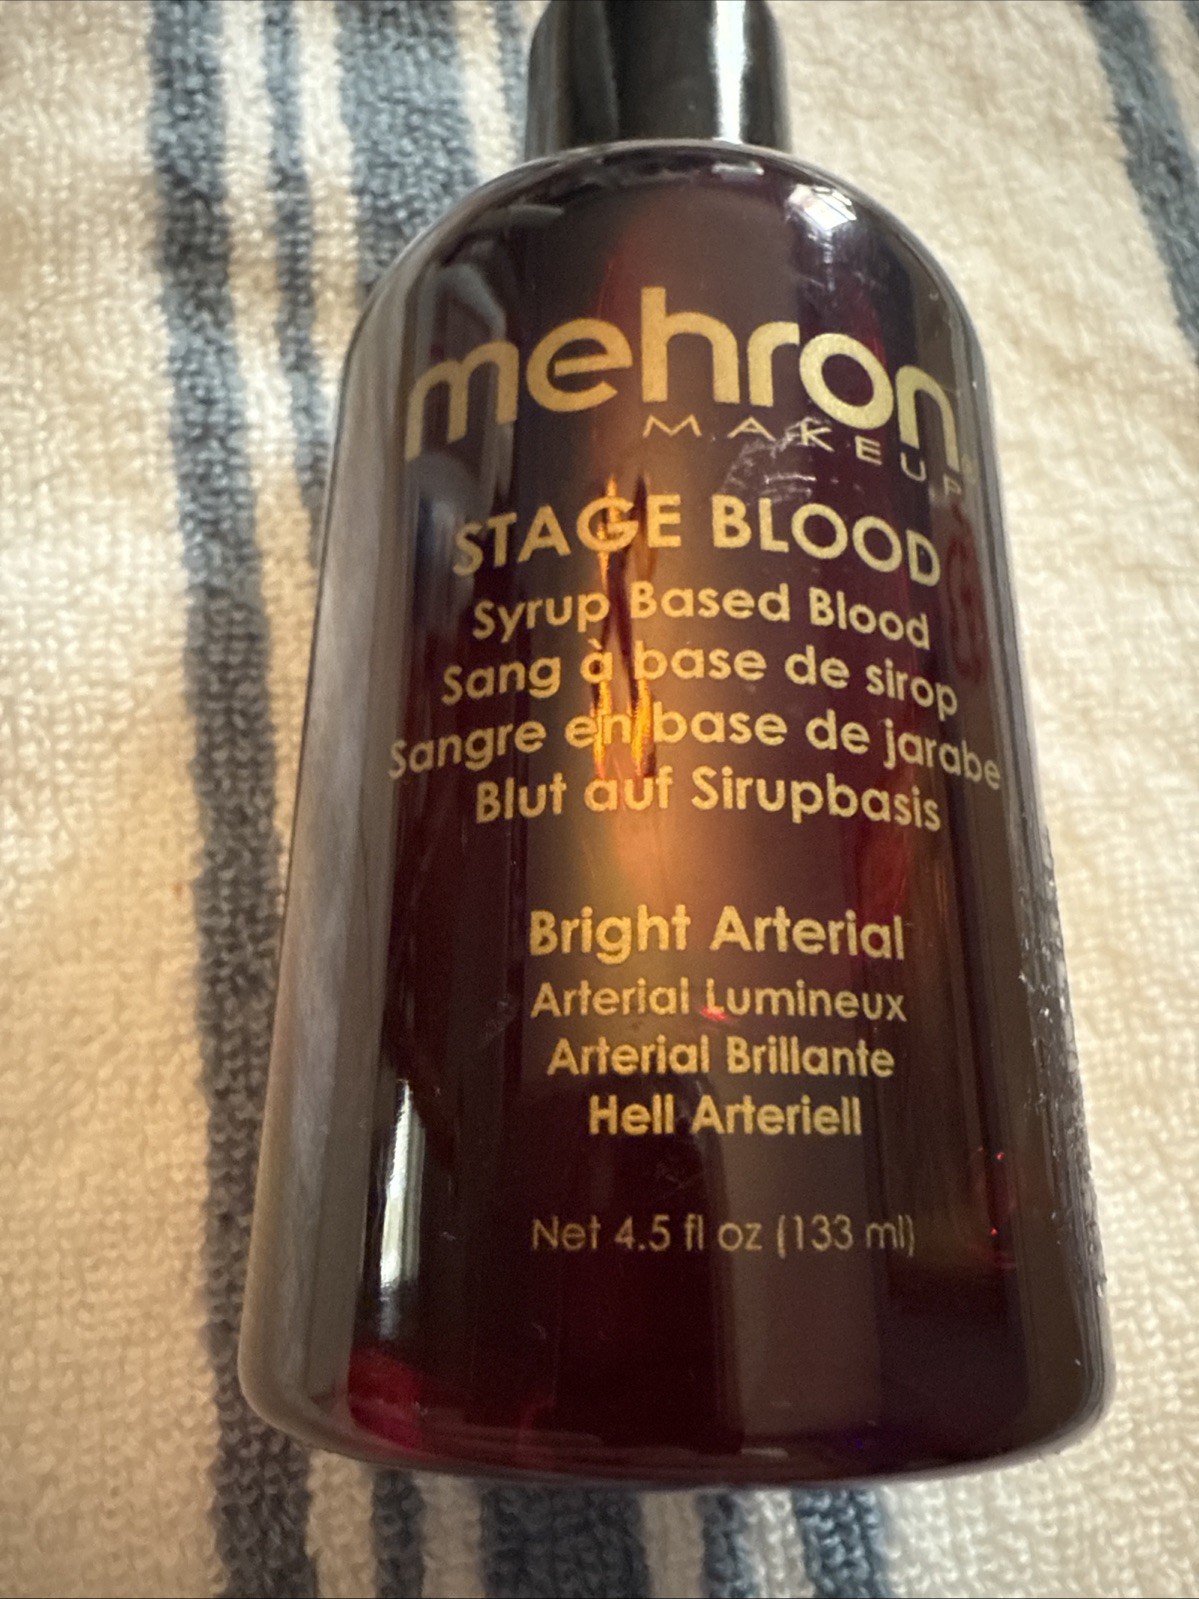 mehron
MAKEUP
STAGE BLOOD
Syrup Based Blood
Sang à base de sirop
Sangre en base de jarabe
Blut auf Sirupbasis
Bright Arterial
Arterial Lumineux
Arterial Brillante
Hell Arteriell
Net 4.5 fl oz (133 ml)